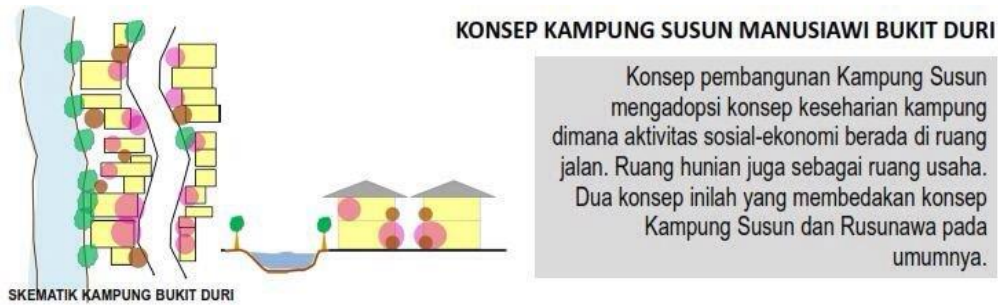 KONSEP KAMPUNG SUSUN MANUSIAWI BUKIT DURI
Konsep pembangunan Kampung Susun
mengadopsi konsep keseharian kampung
dimana aktivitas sosial-ekonomi berada di ruang
jalan. Ruang hunian juga sebagai ruang usaha.
Dua konsep inilah yang membedakan konsep
Kampung Susun dan Rusunawa pada
umumnya.
SKEMATIK KAMPUNG BUKIT DURI